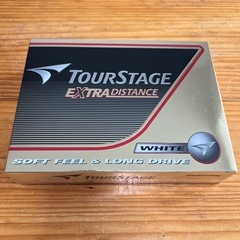 TOURSTAGE
EXTRA DISTANCE
WHITE
SOFT FEEL & LONG DRIVE
TOURSTAGE